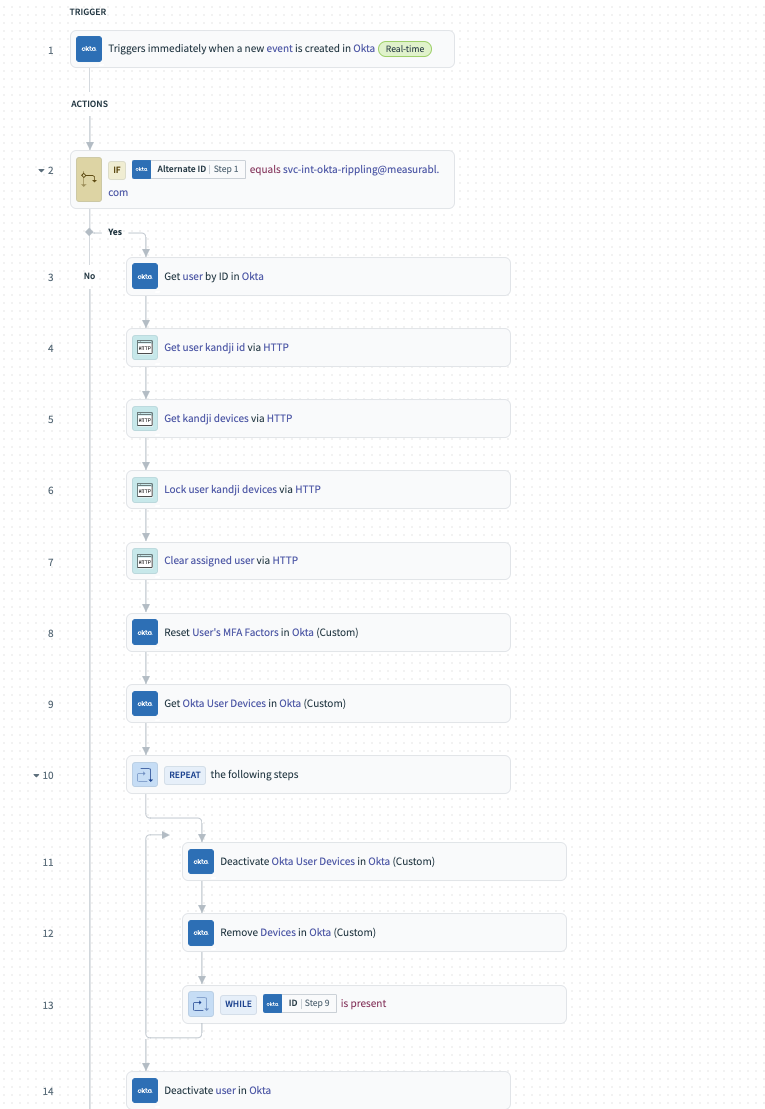 TRIGGER
1 okta Triggers immediately when a new event is created in Okta Real-time
ACTIONS
2 IF okta Alternate ID | Step 1 equals svc-int-okta-rippling@measurabl.
com
Yes
3 No okta Get user by ID in Okta
4 HTTP Get user kandji id via HTTP
5 HTTP Get kandji devices via HTTP
6 HTTP Lock user kandji devices via HTTP
7 HTTP Clear assigned user via HTTP
8 okta Reset User's MFA Factors in Okta (Custom)
9 okta Get Okta User Devices in Okta (Custom)
10 REPEAT the following steps
11 okta Deactivate Okta User Devices in Okta (Custom)
12 okta Remove Devices in Okta (Custom)
13 WHILE okta ID | Step 9 is present
14 okta Deactivate user in Okta